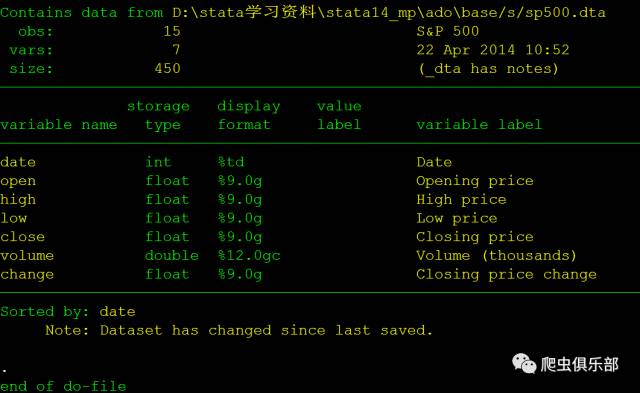 Contains data from D:\stata学习资料\stata14_mp\ado\base/s/sp500.dta
obs: 15 S&P 500
vars: 7 22 Apr 2014 10:52
size: 450 (_dta has notes)
storage display value
variable name type format label variable label
date int %td Date
open float %9.0g Opening price
high float %9.0g High price
low float %9.0g Low price
close float %9.0g Closing price
volume double %12.0gc Volume (thousands)
change float %9.0g Closing price change
Sorted by: date
Note: Dataset has changed since last saved.
.
end of do-file
爬虫俱乐部